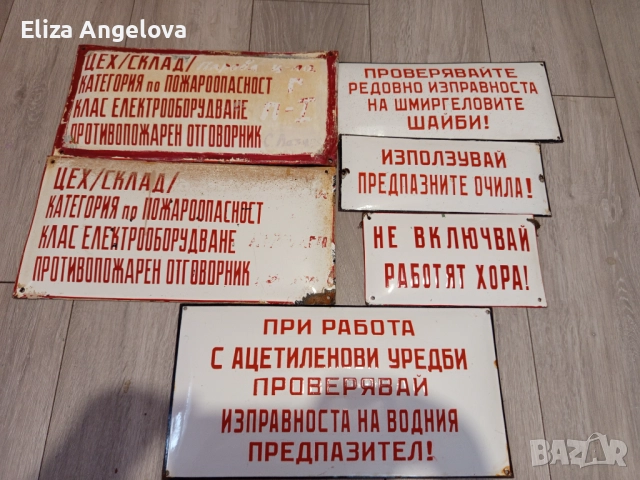 Eliza Angelova
ЦЕХ/СКЛАД/
КАТЕГОРИЯ по ПОЖАРООПАСНОСТ
КЛАС ЕЛЕКТРООБОРУДВАНЕ П-I
ПРОТИВОПОЖАРЕН ОТГОВОРНИК
ПРОВЕРЯВАЙТЕ
РЕДОВНО ИЗПРАВНОСТА
НА ШМИРГЕЛОВИТЕ
ШАЙБИ!
ИЗПОЛЗУВАЙ
ПРЕДПАЗНИТЕ ОЧИЛА!
ЦЕХ/СКЛАД/
КАТЕГОРИЯ пр ПОЖАРООПАСНОСТ
КЛАС ЕЛЕКТРООБОРУДВАНЕ
ПРОТИВОПОЖАРЕН ОТГОВОРНИК
НЕ ВКЛЮЧВАЙ
РАБОТЯТ ХОРА!
ПРИ РАБОТА
С АЦЕТИЛЕНОВИ УРЕДБИ
ПРОВЕРЯВАЙ
ИЗПРАВНОСТА НА ВОДНИЯ
ПРЕДПАЗИТЕЛ!
BAZAR